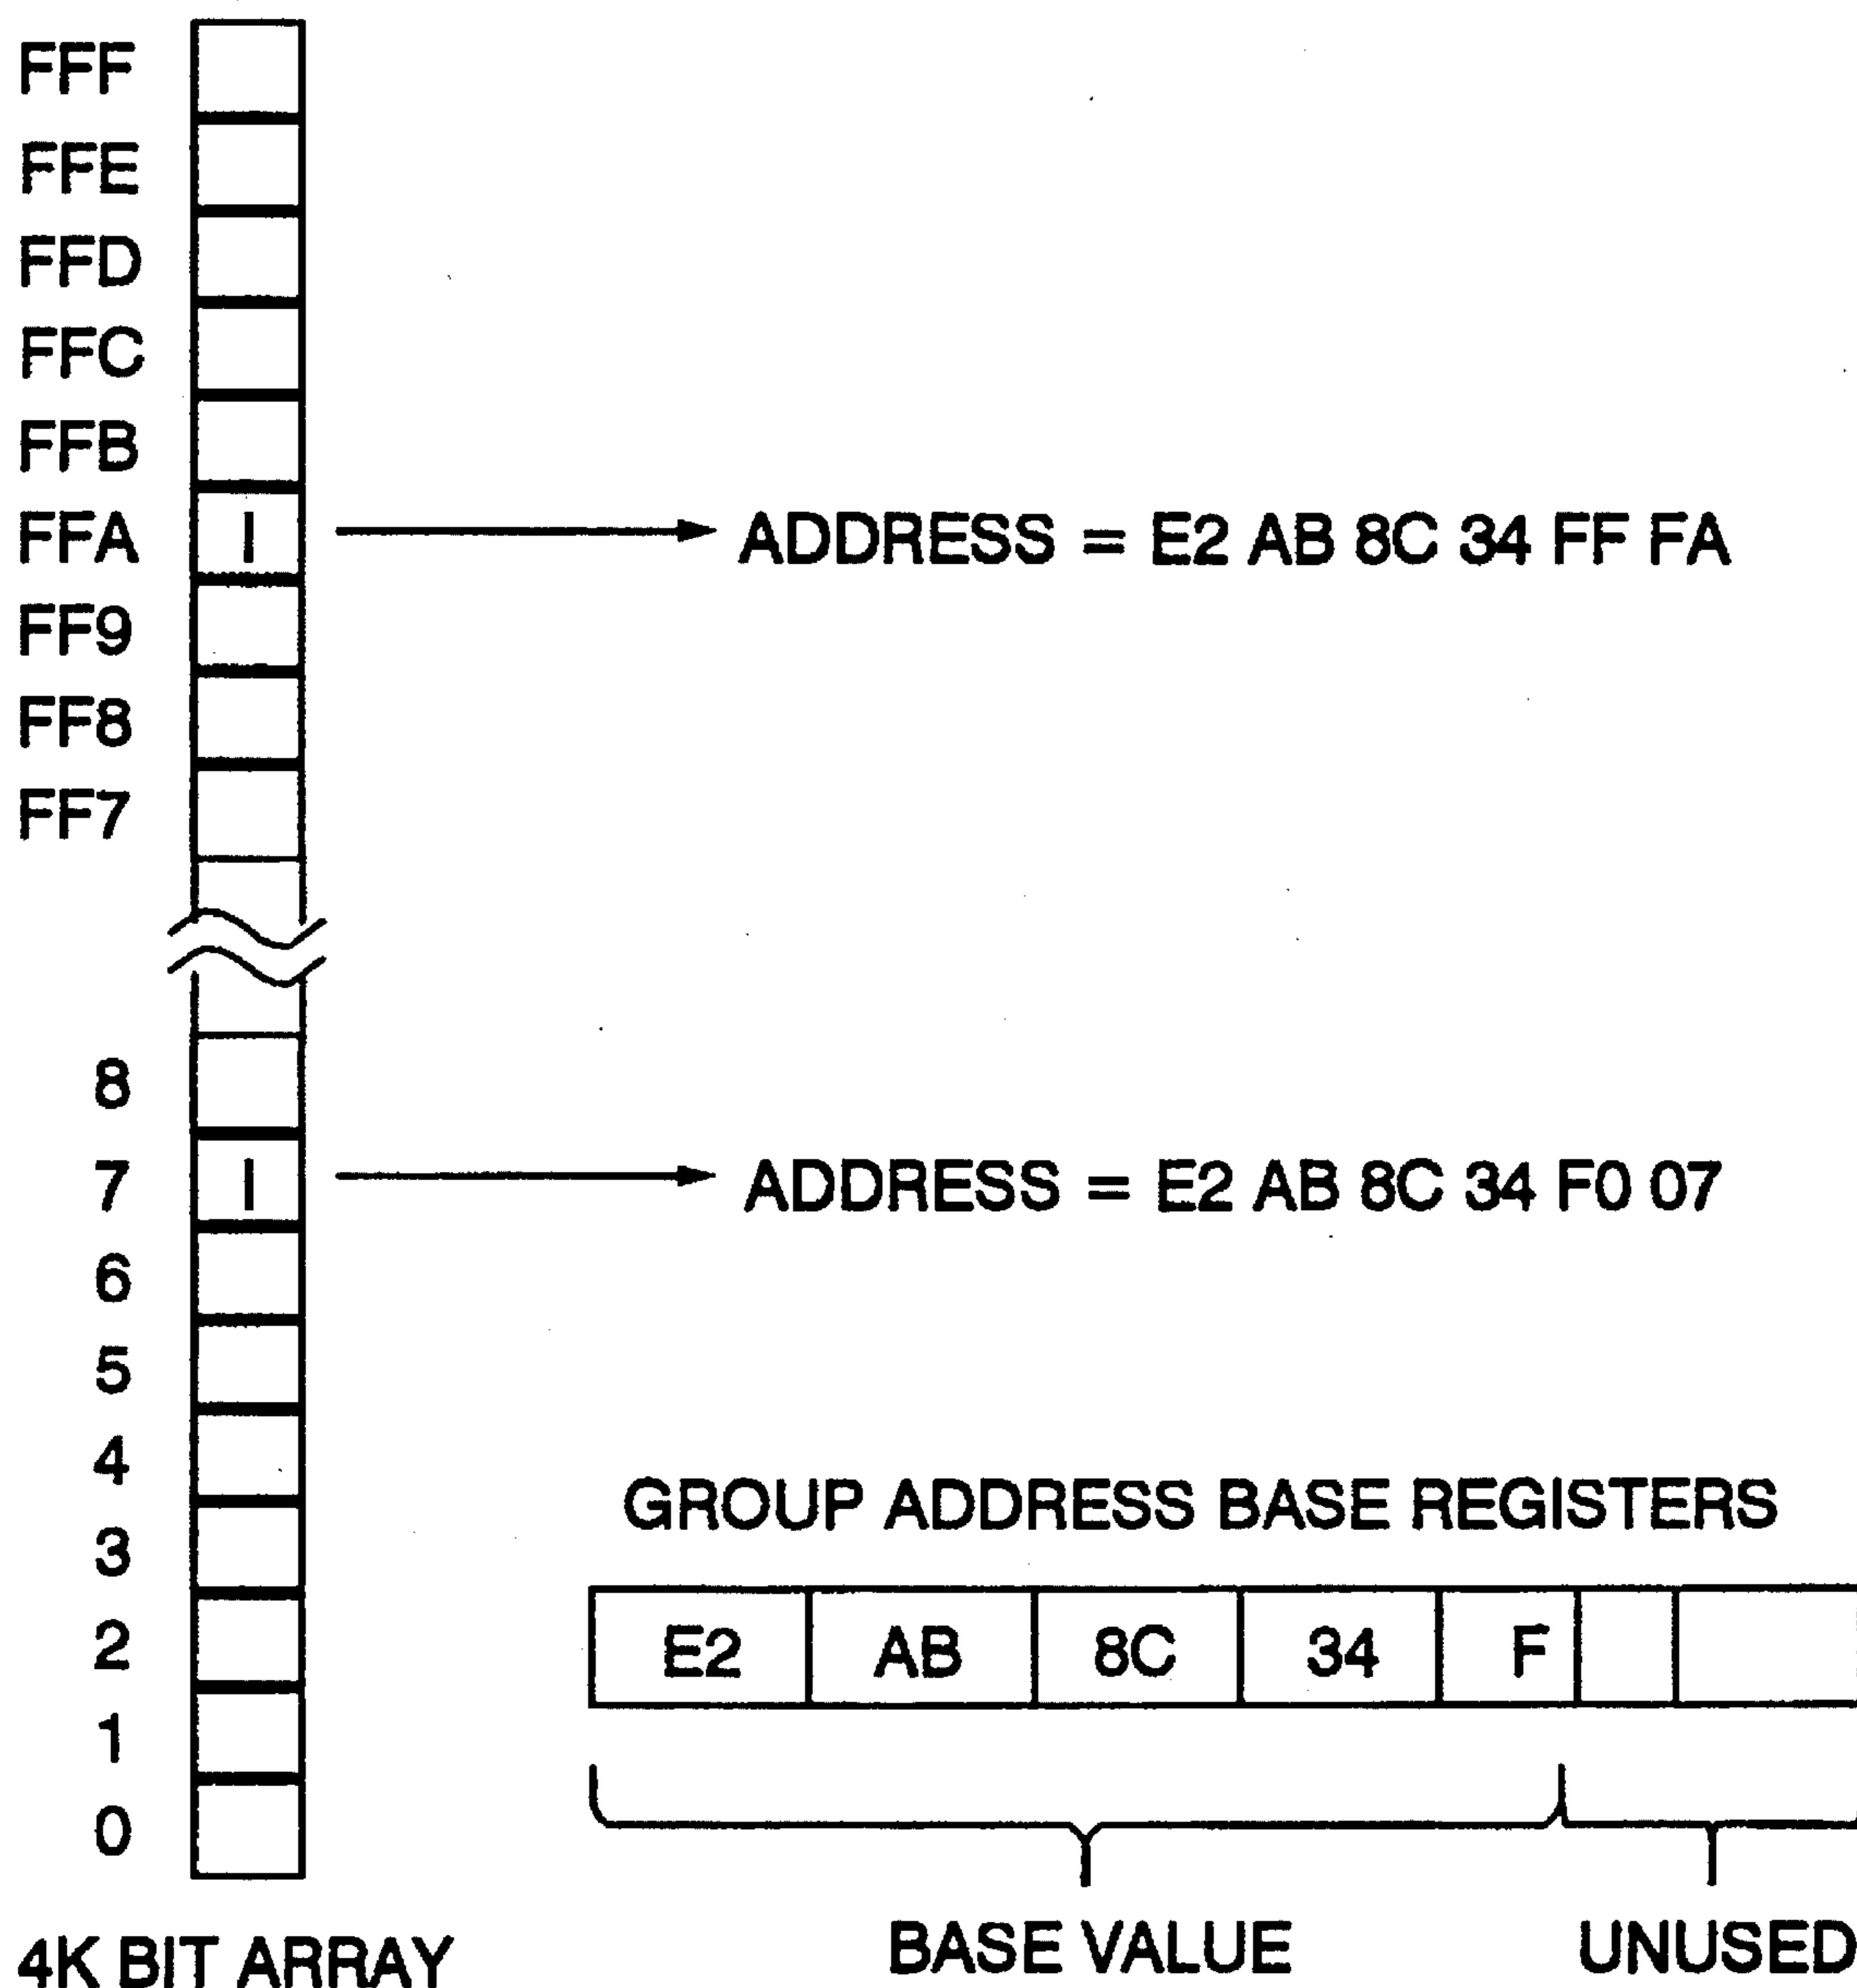 FFF
FFE
FFD
FFC
FFB
FFA I ADDRESS = E2 AB 8C 34 FF FA
FF9
FF8
FF7
8
7 I ADDRESS = E2 AB 8C 34 F0 07
6
5
4
GROUP ADDRESS BASE REGISTERS
3
2 E2 AB 8C 34 F
1
0
4K BIT ARRAY BASE VALUE UNUSED